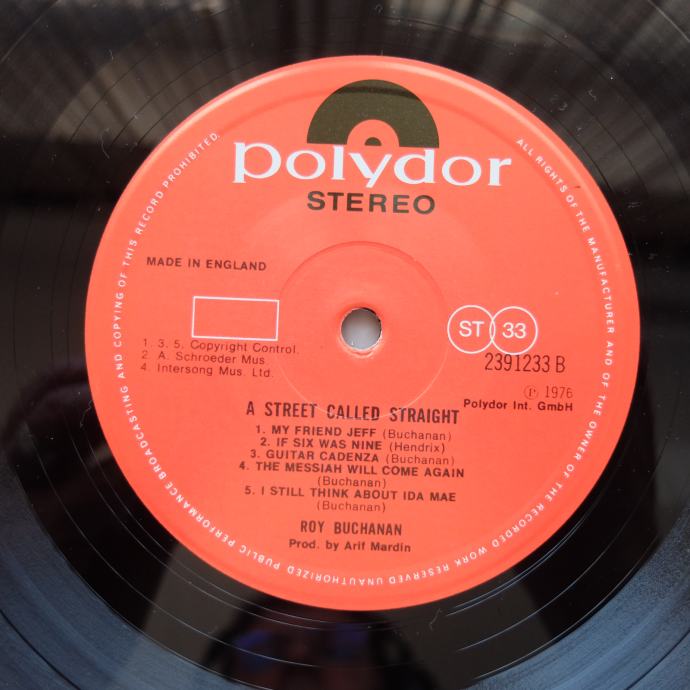 polydor
STEREO
MADE IN ENGLAND
ST 33
1. 3. 5. Copyright Control.
2. A. Schroeder Mus.
4. Intersong Mus. Ltd.
2391233 B
℗ 1976
Polydor Int. GmbH
A STREET CALLED STRAIGHT
1. MY FRIEND JEFF (Buchanan)
2. IF SIX WAS NINE (Hendrix)
3. GUITAR CADENZA (Buchanan)
4. THE MESSIAH WILL COME AGAIN
(Buchanan)
5. I STILL THINK ABOUT IDA MAE
(Buchanan)
ROY BUCHANAN
Prod. by Arif Mardin
ALL RIGHTS OF THE MANUFACTURER AND OF THE OWNER OF THE RECORDED WORK RESERVED UNAUTHORIZED PUBLIC PERFORMANCE BROADCASTING AND COPYING OF THIS RECORD PROHIBITED.